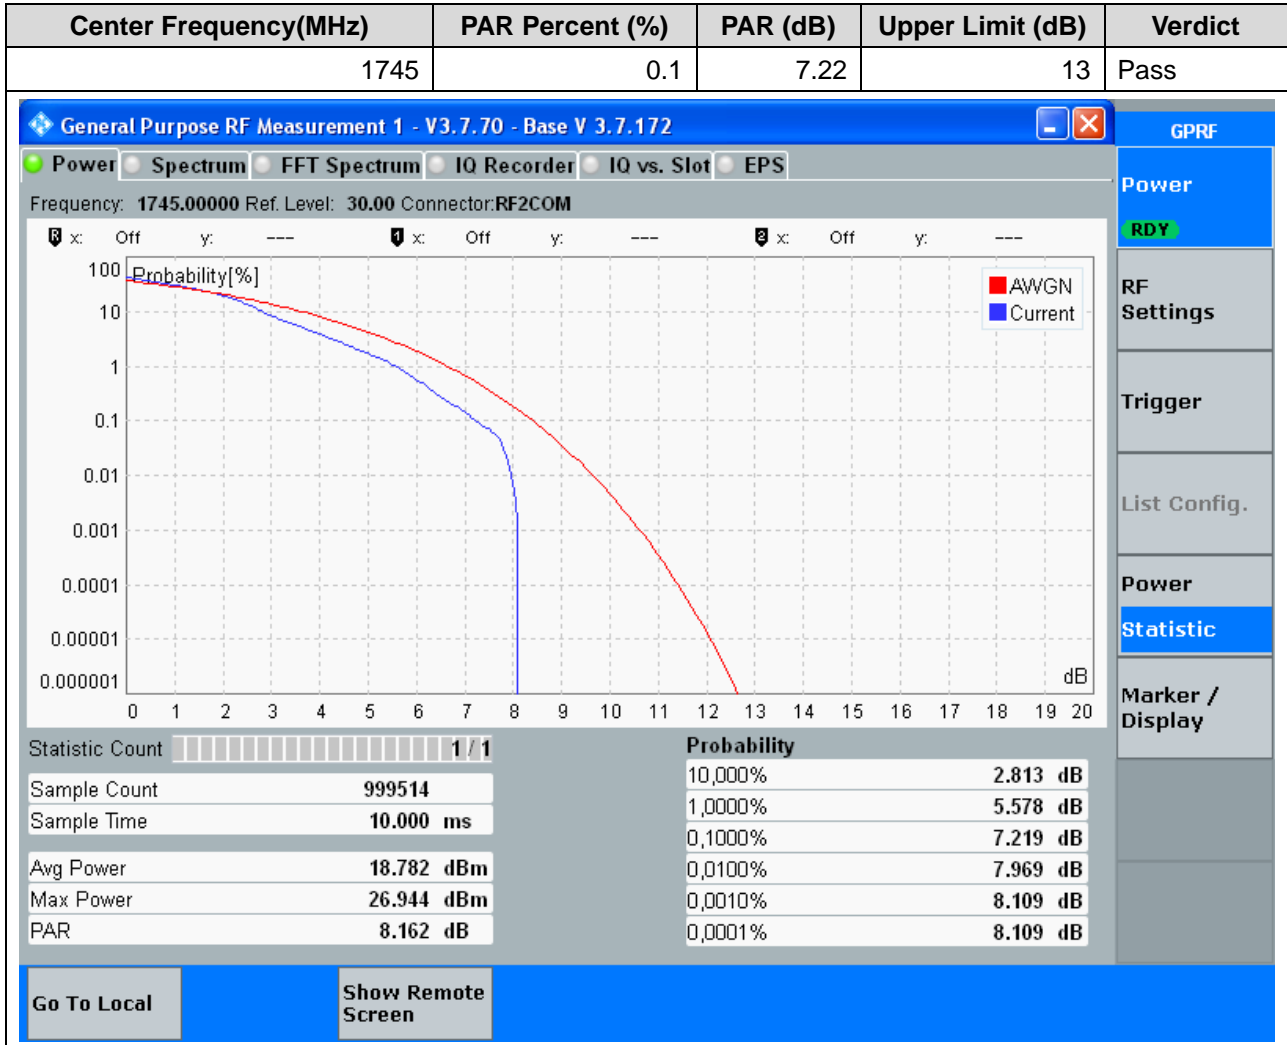 Center Frequency(MHz) PAR Percent (%) PAR (dB) Upper Limit (dB) Verdict
1745 0.1 7.22 13 Pass
General Purpose RF Measurement 1 - V3.7.70 - Base V 3.7.172
GPRF
Power Spectrum FFT Spectrum IQ Recorder IQ vs. Slot EPS
Frequency: 1745.00000 Ref. Level: 30.00 Connector:RF2COM
R x: Off y: --- 1 x: Off y: --- 2 x: Off y: ---
Probability[%]
AWGN
Current
100
10
1
0.1
0.01
0.001
0.0001
0.00001
0.000001
dB
0 1 2 3 4 5 6 7 8 9 10 11 12 13 14 15 16 17 18 19 20
Statistic Count 1 / 1
Sample Count 999514
Sample Time 10.000 ms
Avg Power 18.782 dBm
Max Power 26.944 dBm
PAR 8.162 dB
Probability
10,000% 2.813 dB
1,0000% 5.578 dB
0,1000% 7.219 dB
0,0100% 7.969 dB
0,0010% 8.109 dB
0,0001% 8.109 dB
Power
RDY
RF
Settings
Trigger
List Config.
Power
Statistic
Marker /
Display
Go To Local
Show Remote
Screen